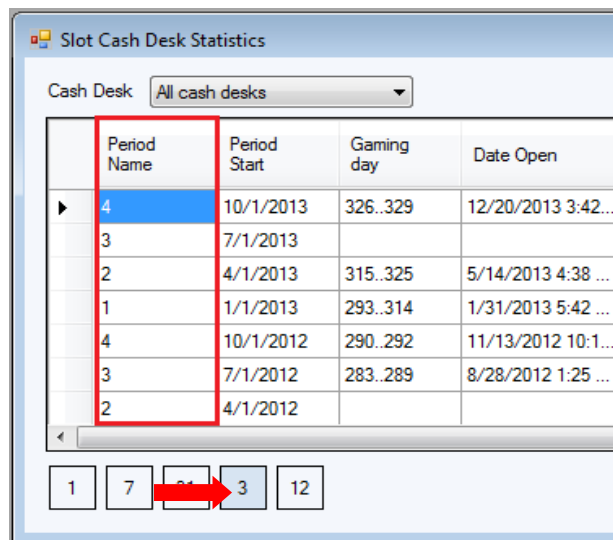 Slot Cash Desk Statistics
Cash Desk All cash desks
Period Name Period Start Gaming day Date Open
4 10/1/2013 326..329 12/20/2013 3:42...
3 7/1/2013
2 4/1/2013 315..325 5/14/2013 4:38 ...
1 1/1/2013 293..314 1/31/2013 5:42 ...
4 10/1/2012 290..292 11/13/2012 10:1...
3 7/1/2012 283..289 8/28/2012 1:25 ...
2 4/1/2012
1 7 3 12